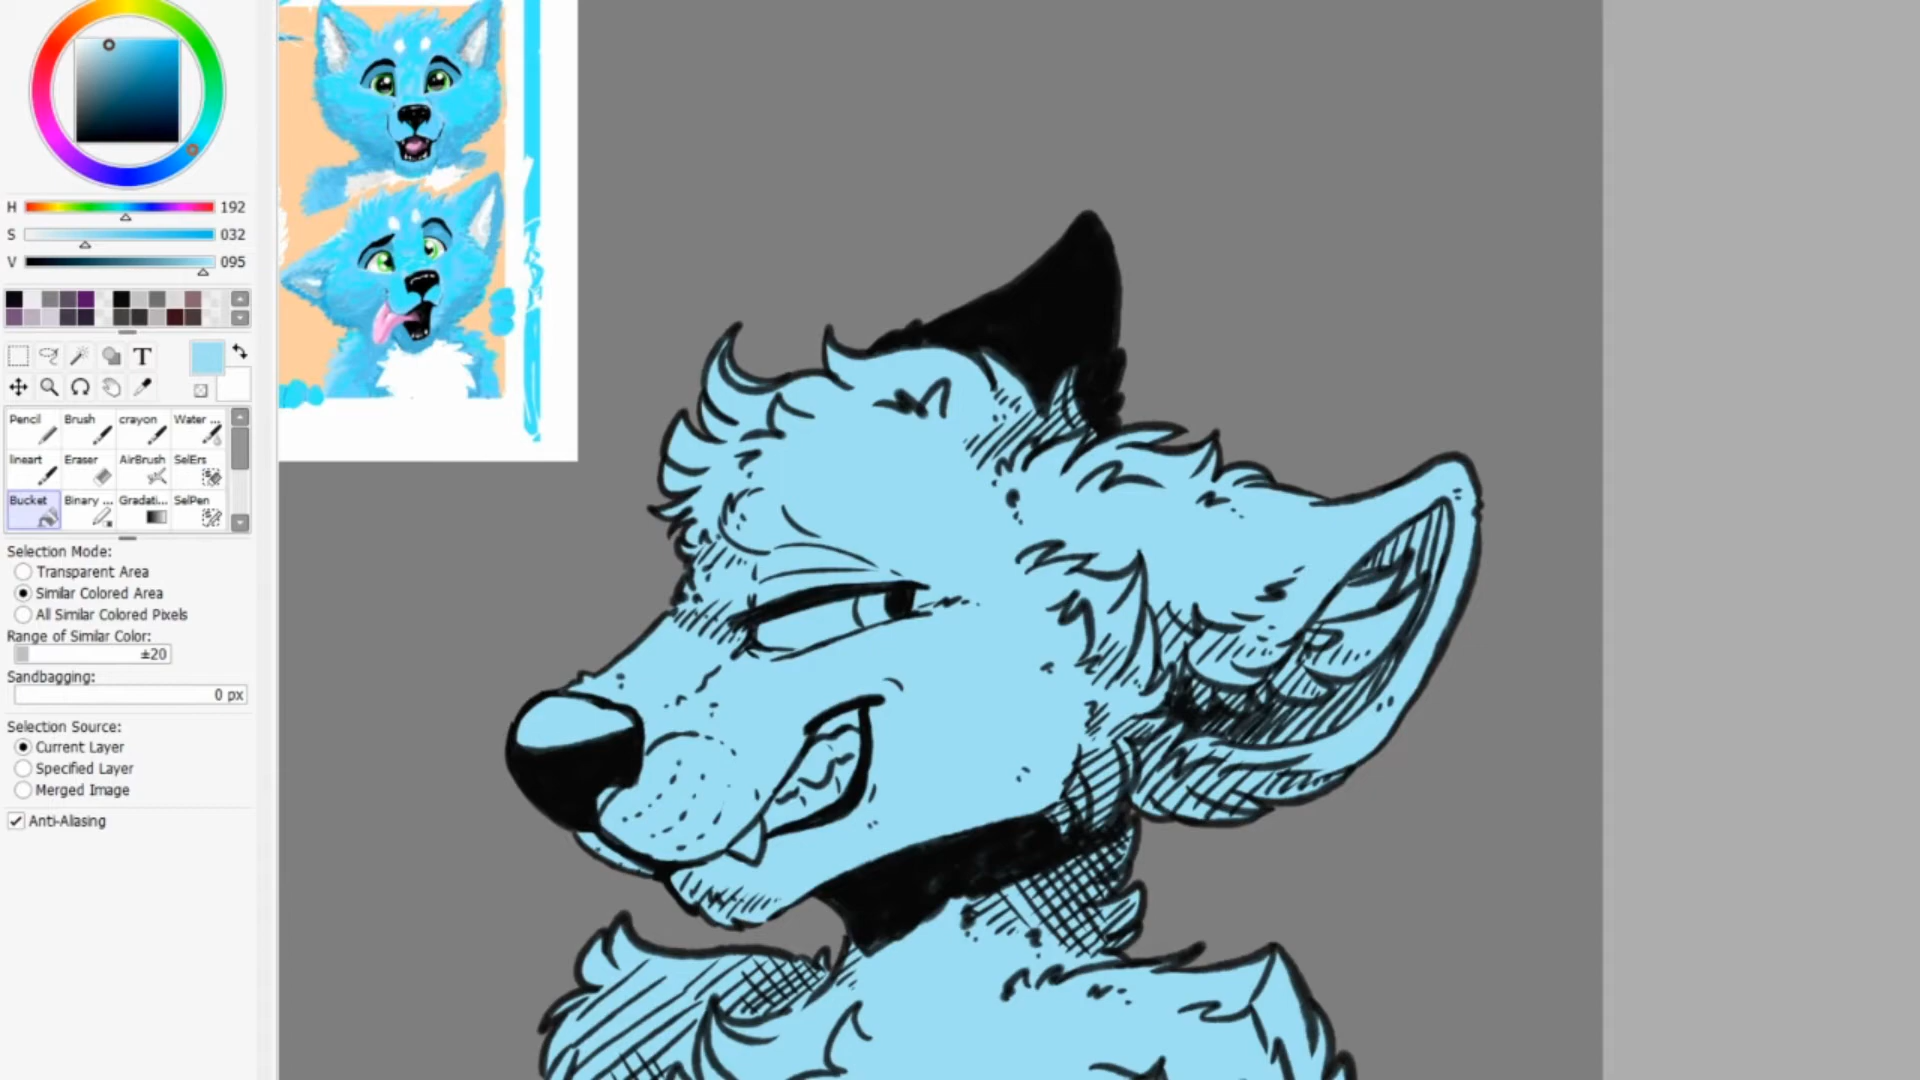 H 192
S 032
V 095
T
Pencil Brush crayon Water ...
lineart Eraser AirBrush SelErs
Bucket Binary ... Gradati... SelPen
Selection Mode:
Transparent Area
Similar Colored Area
All Similar Colored Pixels
Range of Similar Color:
±20
Sandbagging:
0 px
Selection Source:
Current Layer
Specified Layer
Merged Image
Anti-Aliasing